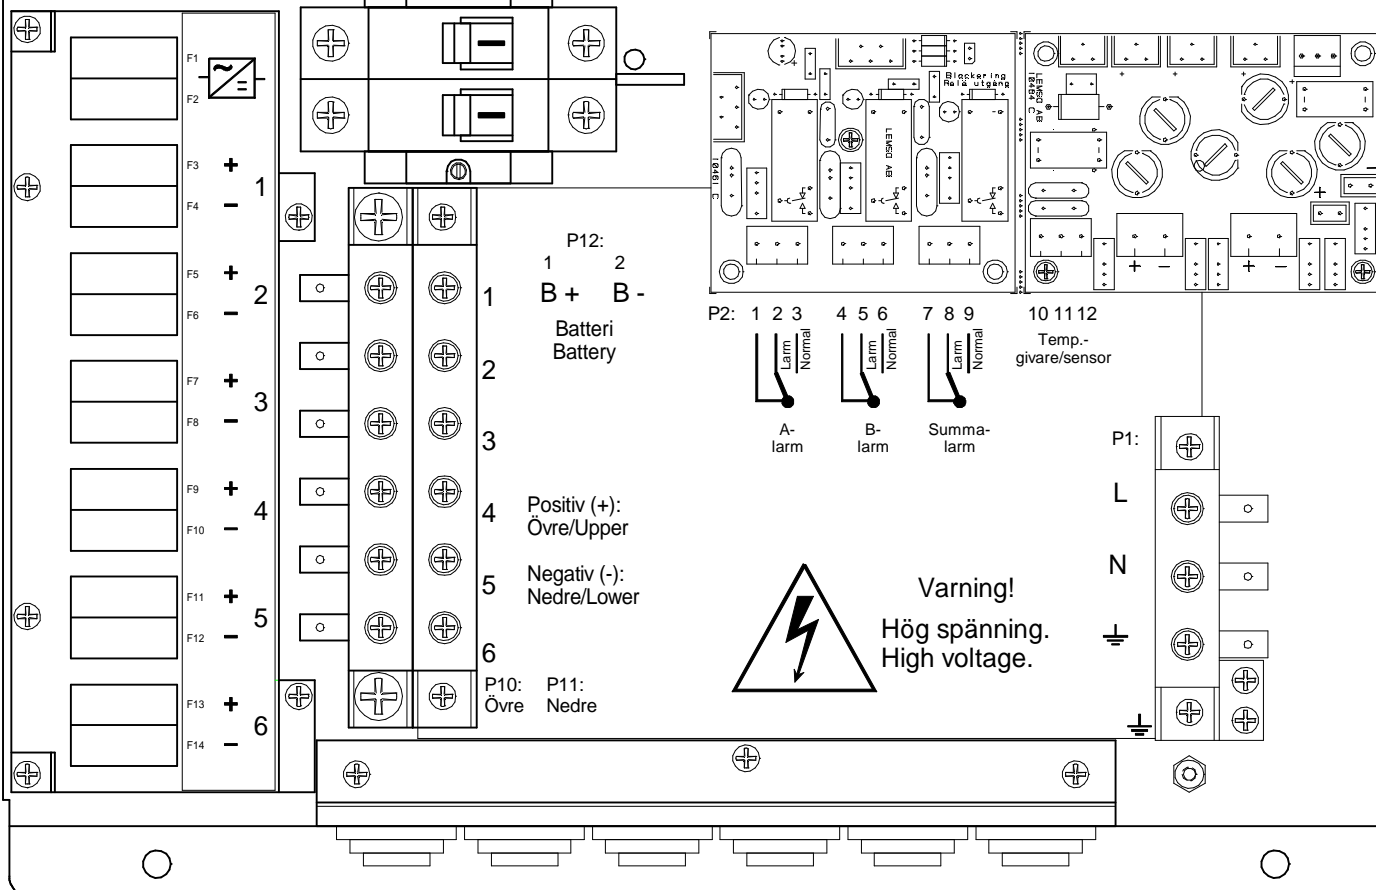 F1
F2
F3 +
F4 −
1
F5 +
F6 −
2
F7 +
F8 −
3
F9 +
F10 −
4
F11 +
F12 −
5
F13 +
F14 −
6
1
2
3
4
5
6
P12:
1 2
B + B -
Batteri
Battery
Positiv (+):
Övre/Upper
Negativ (-):
Nedre/Lower
P10: P11:
Övre Nedre
Blockering
Relä utgång
LEMSO AB
10461 C
LEMSO AB
10464 C
+ − + −
P2: 1 2 3 4 5 6 7 8 9 10 11 12
Larm
Normal
Larm
Normal
Larm
Normal
Temp.-
givare/sensor
A-
larm
B-
larm
Summa-
larm
P1:
L
N
Varning!
Hög spänning.
High voltage.